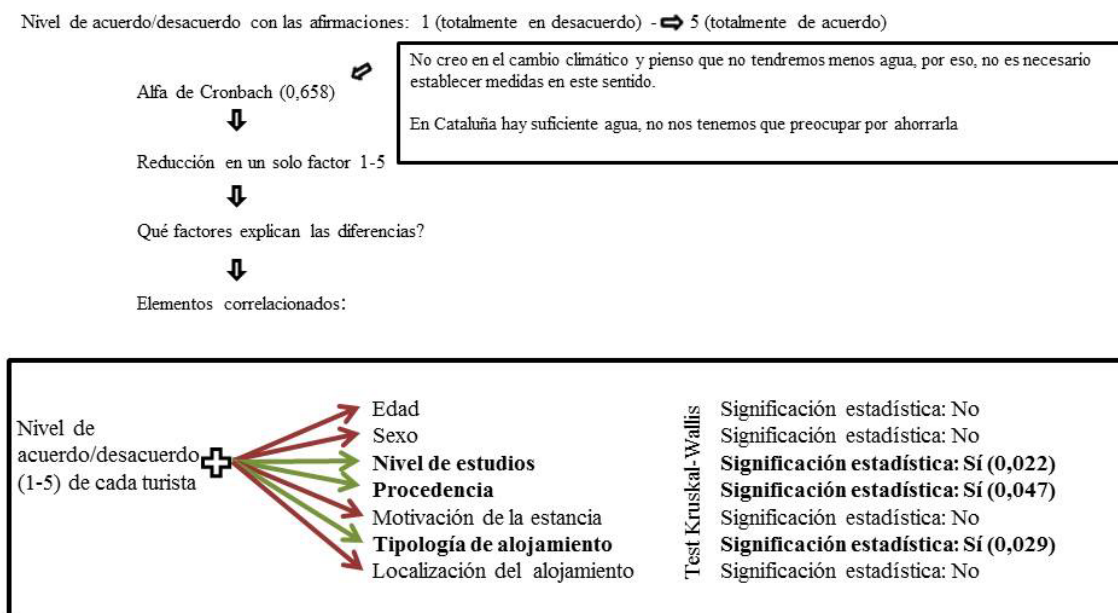 Nivel de acuerdo/desacuerdo con las afirmaciones: 1 (totalmente en desacuerdo) - 5 (totalmente de acuerdo)
No creo en el cambio climático y pienso que no tendremos menos agua, por eso, no es necesario
establecer medidas en este sentido.
En Cataluña hay suficiente agua, no nos tenemos que preocupar por ahorrarla
Alfa de Cronbach (0,658)
Reducción en un solo factor 1-5
Qué factores explican las diferencias?
Elementos correlacionados:
Nivel de
acuerdo/desacuerdo
(1-5) de cada turista
Edad
Sexo
Nivel de estudios
Procedencia
Motivación de la estancia
Tipología de alojamiento
Localización del alojamiento
Test Kruskal-Wallis
Significación estadística: No
Significación estadística: No
Significación estadística: Sí (0,022)
Significación estadística: Sí (0,047)
Significación estadística: No
Significación estadística: Sí (0,029)
Significación estadística: No